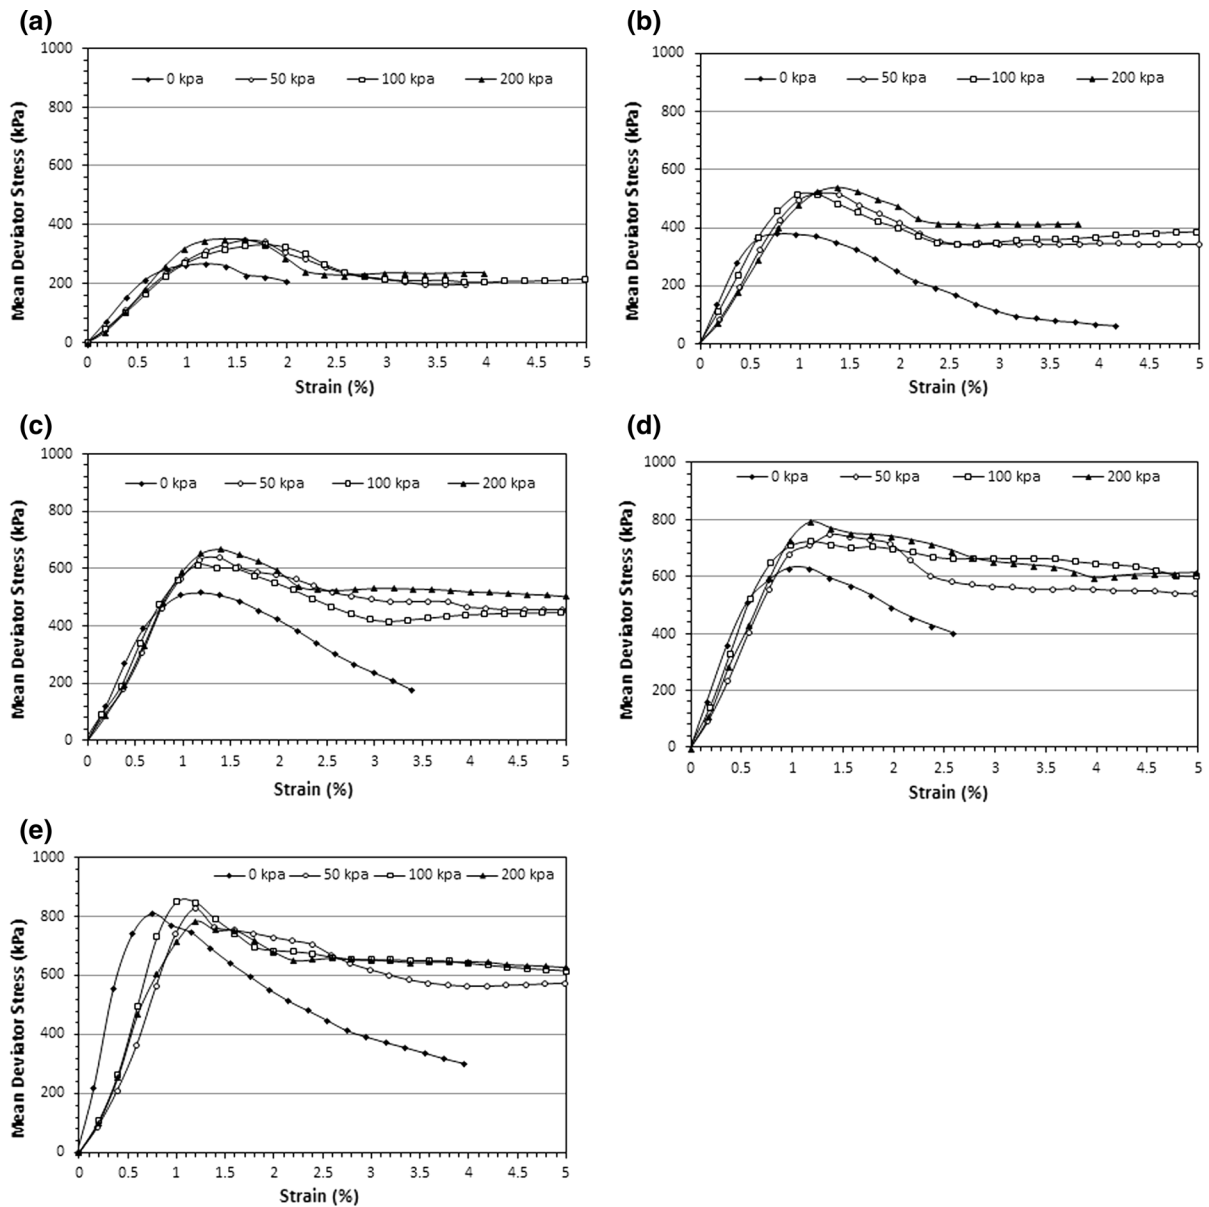 (a)
1000
800
600
400
200
0
Mean Deviator Stress (kPa)
0 kpa 50 kpa 100 kpa 200 kpa
0 0.5 1 1.5 2 2.5 3 3.5 4 4.5 5
Strain (%)
(b)
1000
800
600
400
200
0
Mean Deviator Stress (kPa)
0 kpa 50 kpa 100 kpa 200 kpa
0 0.5 1 1.5 2 2.5 3 3.5 4 4.5 5
Strain (%)
(c)
1000
800
600
400
200
0
Mean Deviator Stress (kPa)
0 kpa 50 kpa 100 kpa 200 kpa
0 0.5 1 1.5 2 2.5 3 3.5 4 4.5 5
Strain (%)
(d)
1000
800
600
400
200
0
Mean Deviator Stress (kPa)
0 kpa 50 kpa 100 kpa 200 kpa
0 0.5 1 1.5 2 2.5 3 3.5 4 4.5 5
Strain (%)
(e)
1000
800
600
400
200
0
Mean Deviator Stress (kPa)
0 kpa 50 kpa 100 kpa 200 kpa
0 0.5 1 1.5 2 2.5 3 3.5 4 4.5 5
Strain (%)